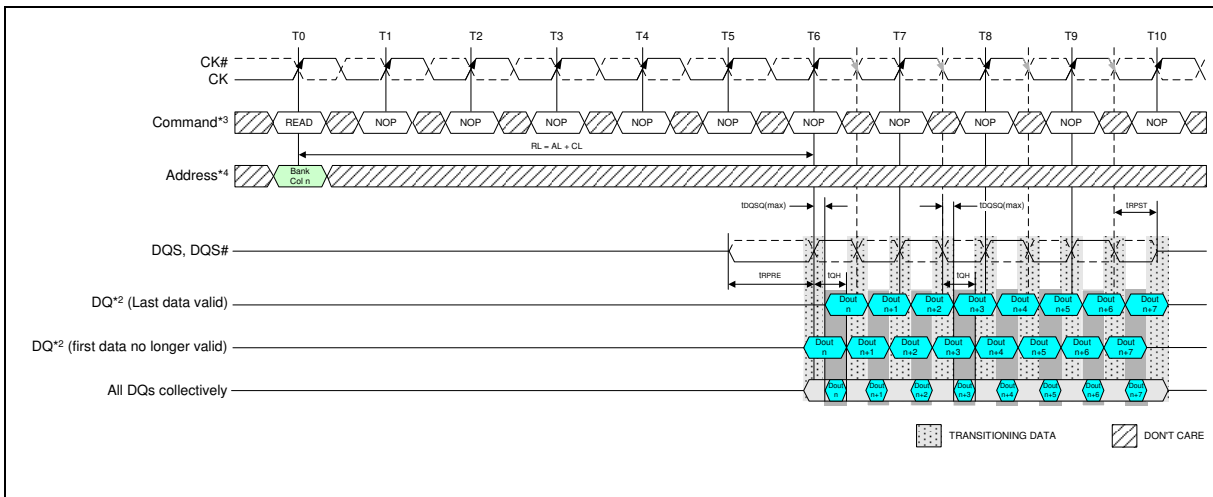 T0 T1 T2 T3 T4 T5 T6 T7 T8 T9 T10
CK#
CK
Command*3 READ NOP NOP NOP NOP NOP NOP NOP NOP NOP NOP
RL = AL + CL
Address*4 Bank
Col n
tDQSQ(max) tDQSQ(max) tRPST
DQS, DQS#
tRPRE tQH tQH
DQ*2 (Last data valid)
Dout Dout Dout Dout Dout Dout Dout Dout
n n+1 n+2 n+3 n+4 n+5 n+6 n+7
DQ*2 (first data no longer valid)
Dout Dout Dout Dout Dout Dout Dout Dout
n n+1 n+2 n+3 n+4 n+5 n+6 n+7
All DQs collectively
Dout Dout Dout Dout Dout Dout Dout Dout
n n+1 n+2 n+3 n+4 n+5 n+6 n+7
TRANSITIONING DATA DON'T CARE